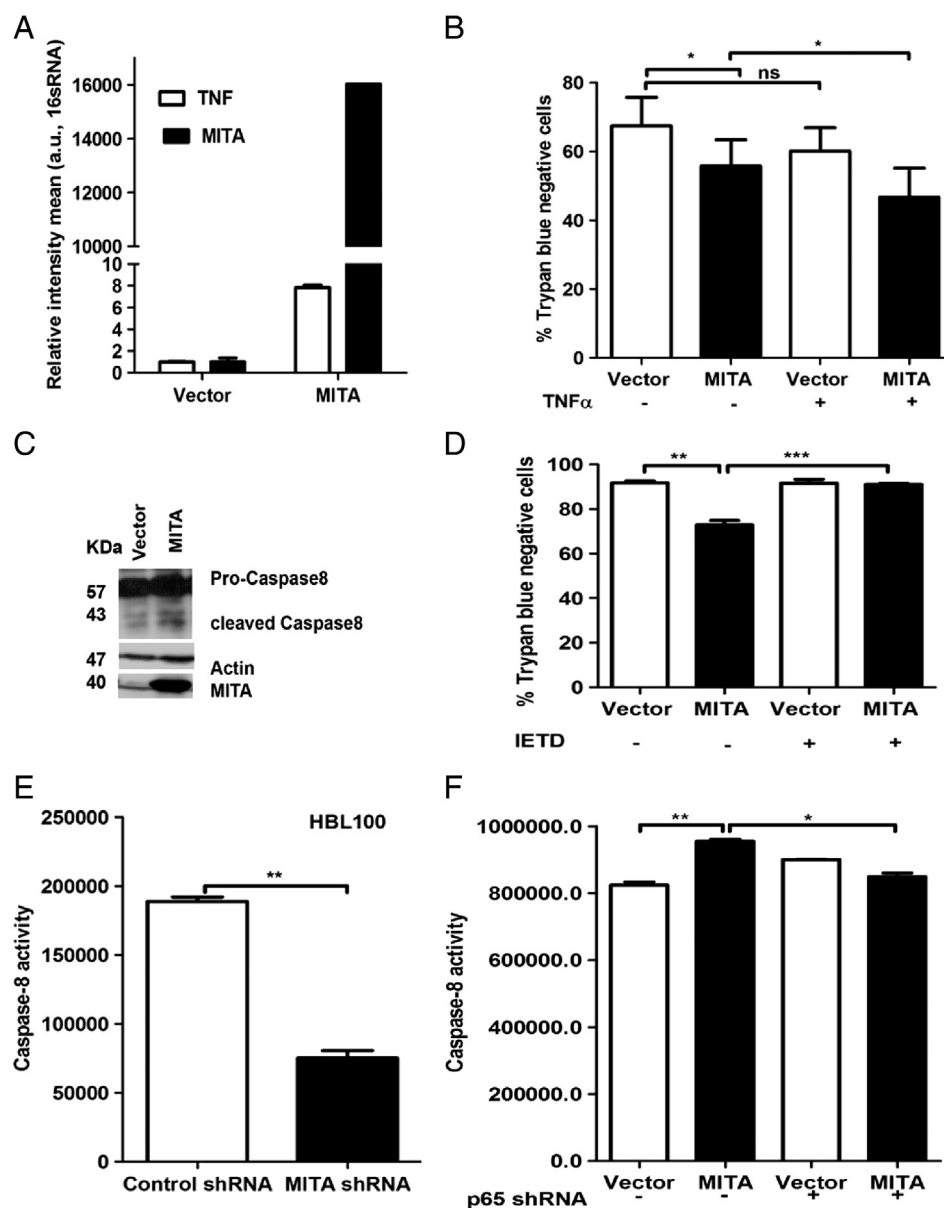 A
Relative intensity mean (a.u., 16sRNA)
16000
14000
12000
10000
10
8
6
4
2
0
TNF
MITA
Vector
MITA
B
% Trypan blue negative cells
80
60
40
20
0
*
*
ns
Vector
MITA
Vector
MITA
TNFα
-
-
+
+
C
KDa
Vector
MITA
57
43
47
40
Pro-Caspase8
cleaved Caspase8
Actin
MITA
D
% Trypan blue negative cells
100
80
60
40
20
0
**
***
Vector
MITA
Vector
MITA
IETD
-
-
+
+
E
Caspase-8 activity
250000
200000
150000
100000
50000
0
HBL100
**
Control shRNA
MITA shRNA
F
Caspase-8 activity
1000000.0
800000.0
600000.0
400000.0
200000.0
0.0
**
*
Vector
MITA
Vector
MITA
p65 shRNA
-
-
+
+